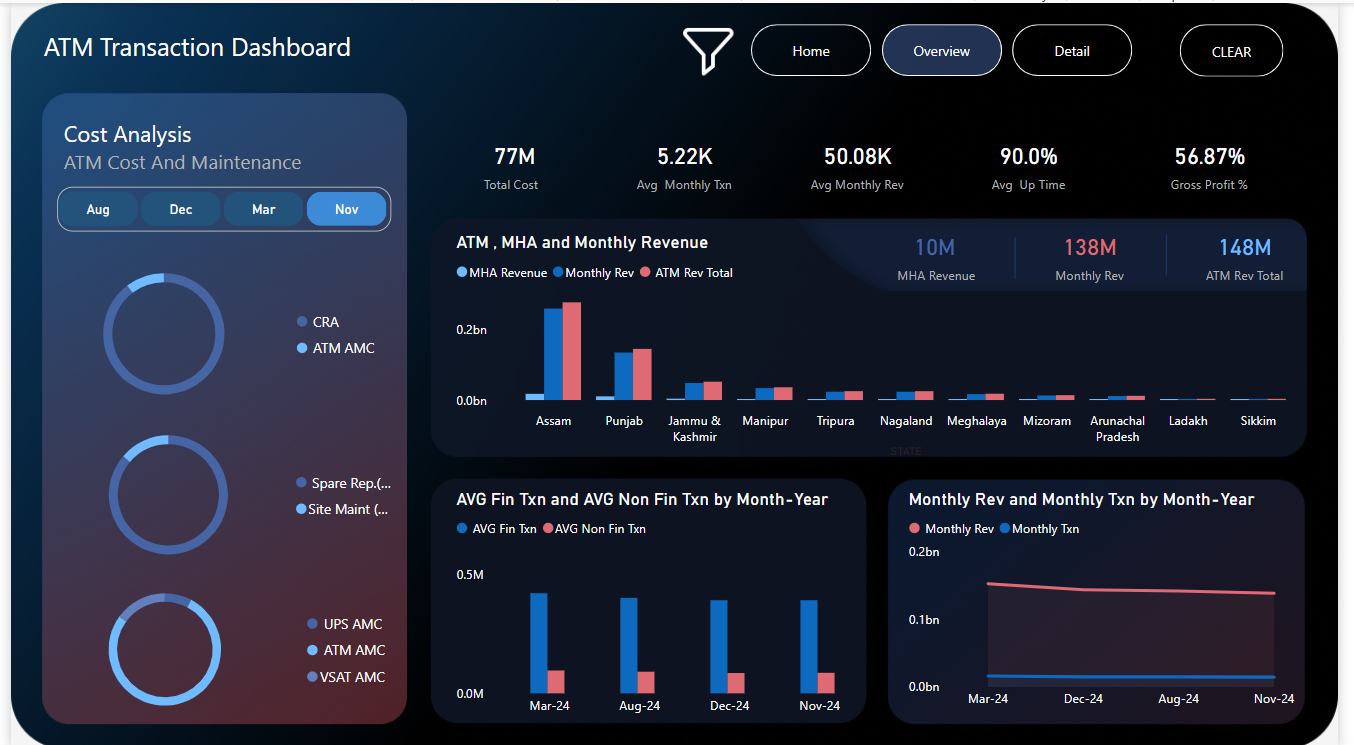 ATM Transaction Dashboard
Home
Overview
Detail
CLEAR
Cost Analysis
ATM Cost And Maintenance
Aug
Dec
Mar
Nov
CRA
ATM AMC
Spare Rep.(...
Site Maint (...
UPS AMC
ATM AMC
VSAT AMC
77M
Total Cost
5.22K
Avg Monthly Txn
50.08K
Avg Monthly Rev
90.0%
Avg Up Time
56.87%
Gross Profit %
ATM , MHA and Monthly Revenue
MHA Revenue
Monthly Rev
ATM Rev Total
10M
MHA Revenue
138M
Monthly Rev
148M
ATM Rev Total
0.2bn
0.0bn
Assam
Punjab
Jammu &
Kashmir
Manipur
Tripura
Nagaland
Meghalaya
Mizoram
Arunachal
Pradesh
Ladakh
Sikkim
STATE
AVG Fin Txn and AVG Non Fin Txn by Month-Year
AVG Fin Txn
AVG Non Fin Txn
0.5M
0.0M
Mar-24
Aug-24
Dec-24
Nov-24
Monthly Rev and Monthly Txn by Month-Year
Monthly Rev
Monthly Txn
0.2bn
0.1bn
0.0bn
Mar-24
Dec-24
Aug-24
Nov-24